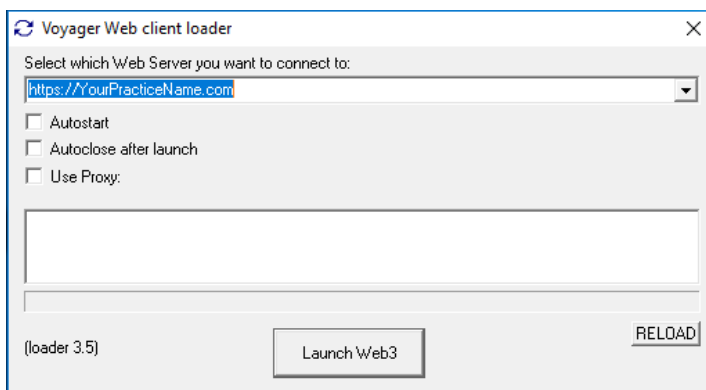 Voyager Web client loader
Select which Web Server you want to connect to:
https://YourPracticeName.com
Autostart
Autoclose after launch
Use Proxy:
RELOAD
(loader 3.5)
Launch Web3